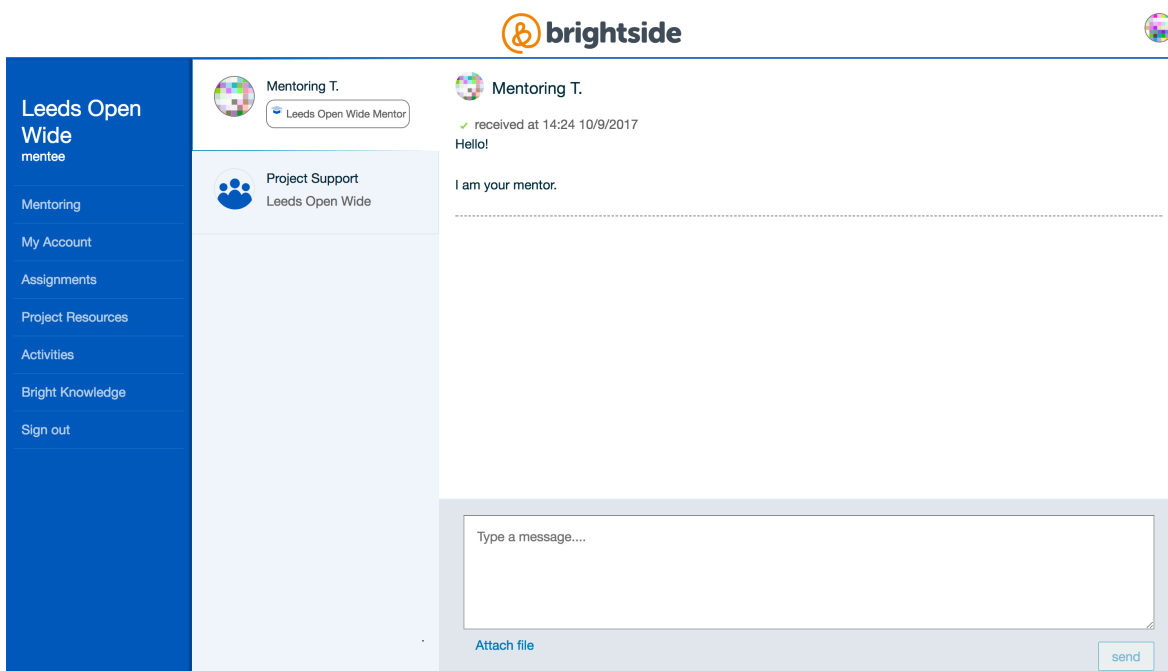 brightside
Leeds Open
Wide
mentee
Mentoring
My Account
Assignments
Project Resources
Activities
Bright Knowledge
Sign out
Mentoring T.
Leeds Open Wide Mentor
Project Support
Leeds Open Wide
Mentoring T.
received at 14:24 10/9/2017
Hello!
I am your mentor.
Type a message....
Attach file
send